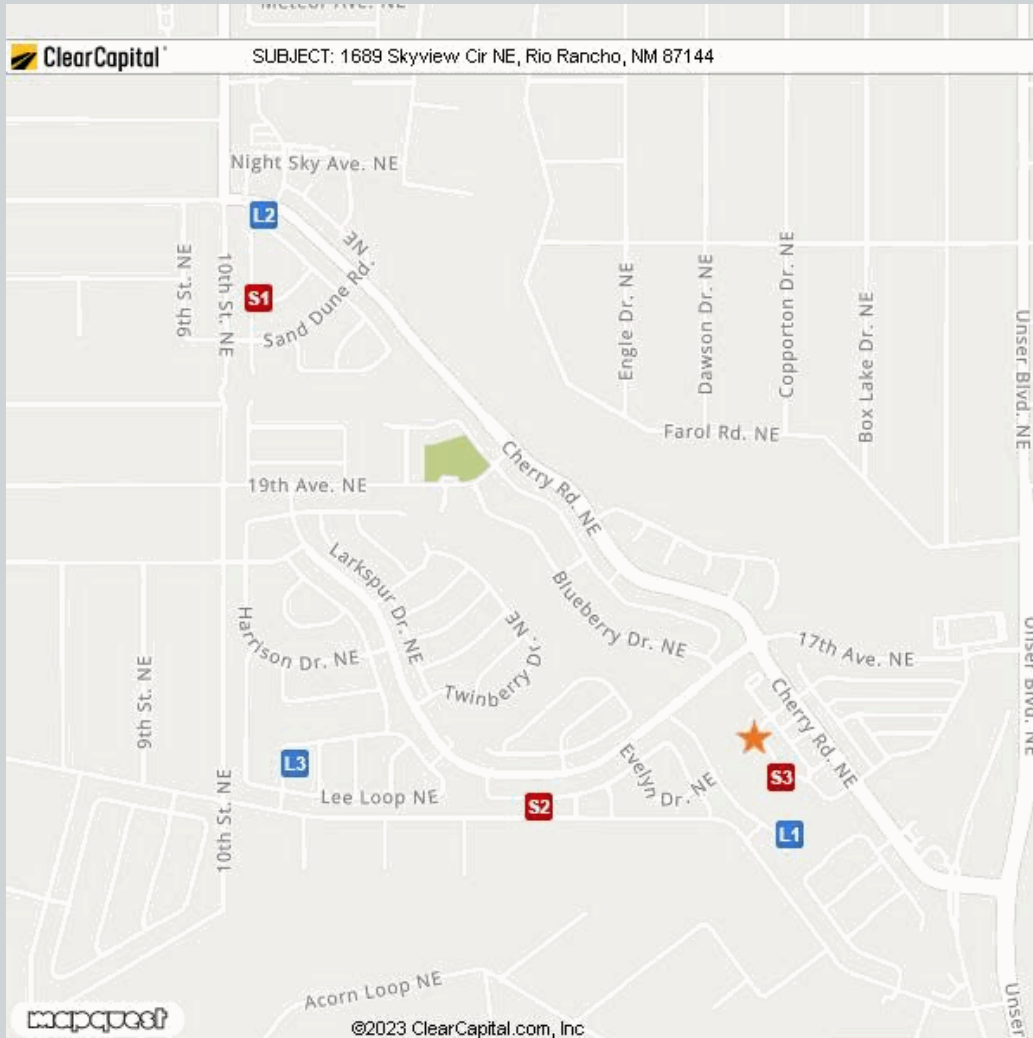 Meteor Ave. NE
ClearCapital
SUBJECT: 1689 Skyview Cir NE, Rio Rancho, NM 87144
Night Sky Ave. NE
L2
NE
9th St. NE
10th St. NE
S1
Sand Dune Rd.
Engle Dr. NE
Dawson Dr. NE
Copporton Dr. NE
Box Lake Dr. NE
Unser Blvd. NE
Farol Rd. NE
Cherry Rd. NE
19th Ave. NE
Larkspur Dr. NE
Blueberry Dr. NE
Harrison Dr. NE
Twinberry Dr. NE
17th Ave. NE
Unser Blvd. NE
9th St. NE
Cherry Rd. NE
L3
Evelyn Dr. NE
S3
Lee Loop NE
S2
10th St. NE
L1
Acorn Loop NE
Unser
mapquest
©2023 ClearCapital.com, Inc